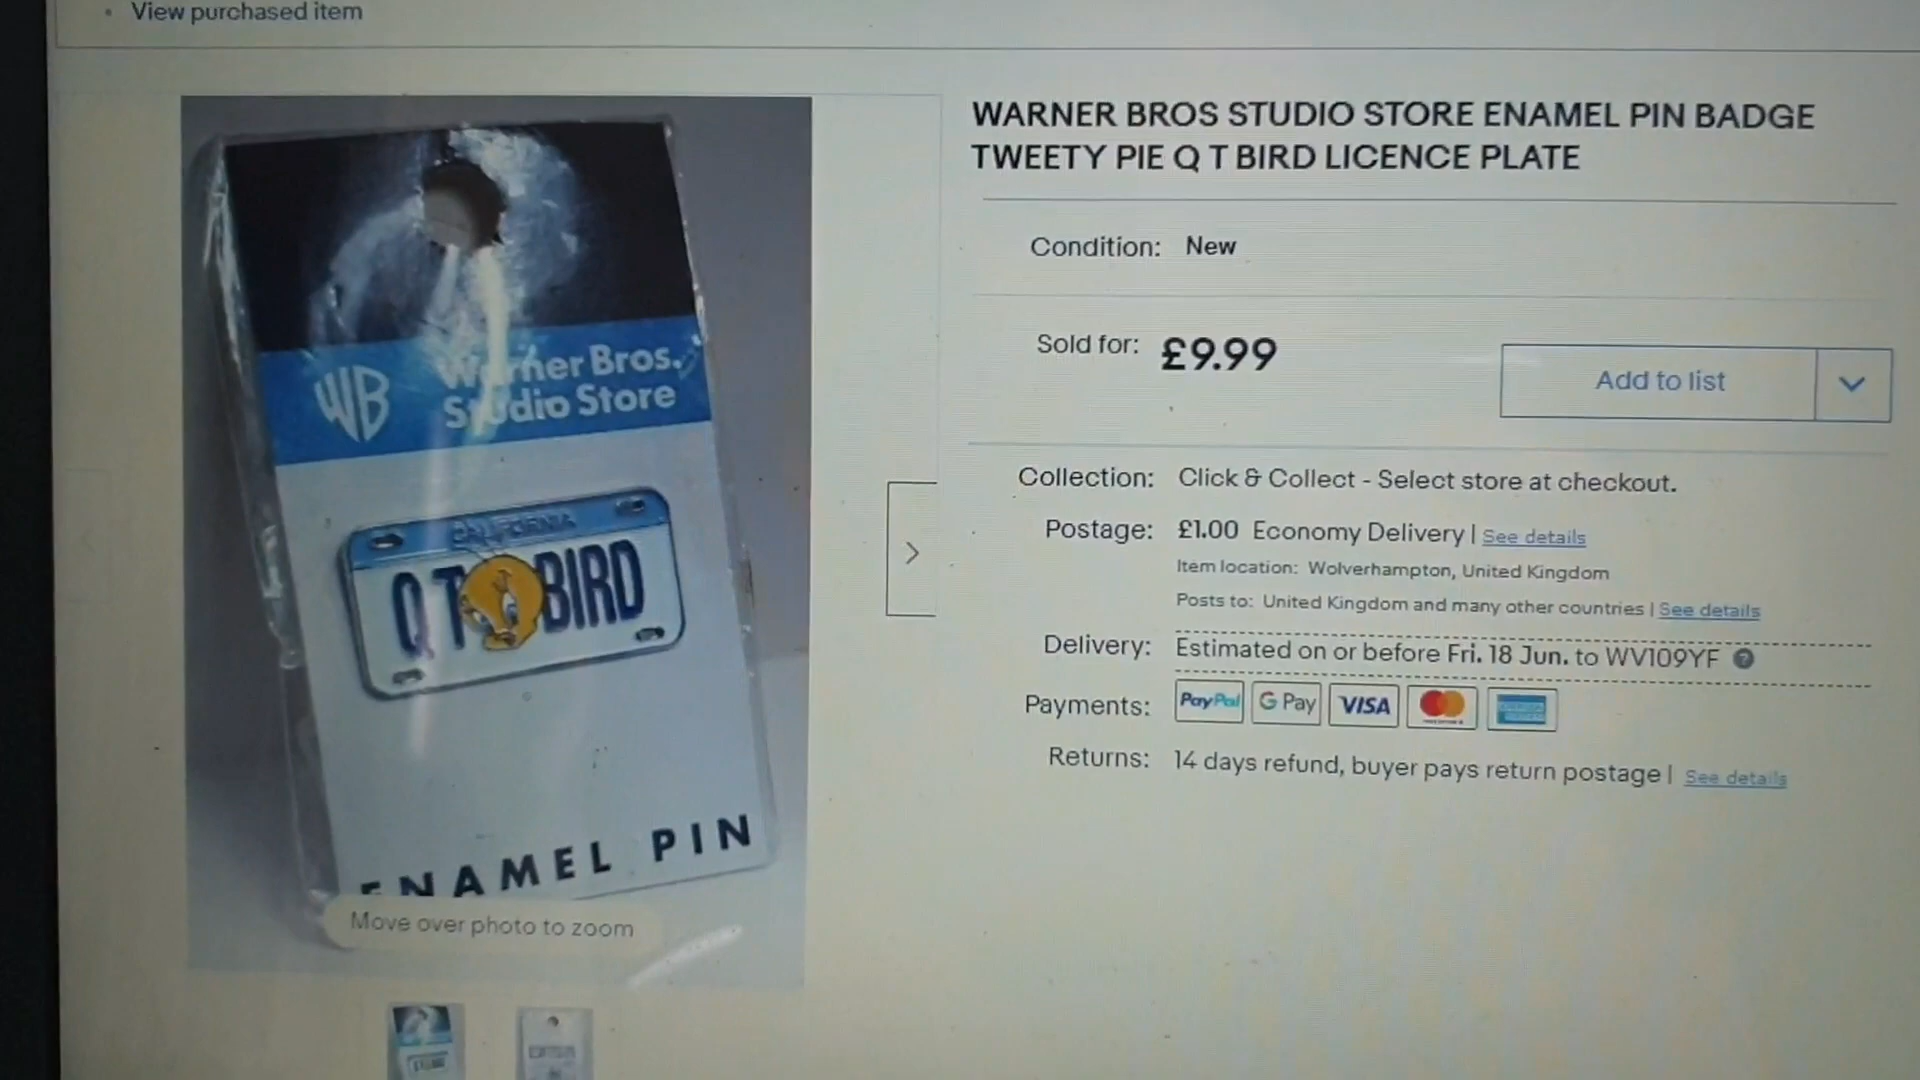 View purchased item
WARNER BROS STUDIO STORE ENAMEL PIN BADGE
TWEETY PIE Q T BIRD LICENCE PLATE
Condition: New
Sold for: £9.99
Add to list
Collection: Click & Collect - Select store at checkout.
Postage: £1.00 Economy Delivery | See details
Item location: Wolverhampton, United Kingdom
Posts to: United Kingdom and many other countries | See details
Delivery: Estimated on or before Fri. 18 Jun. to WV109YF
Payments: PayPal G Pay VISA
Returns: 14 days refund, buyer pays return postage | See details
WB Warner Bros.
Studio Store
CALIFORNIA
Q T BIRD
ENAMEL PIN
Move over photo to zoom